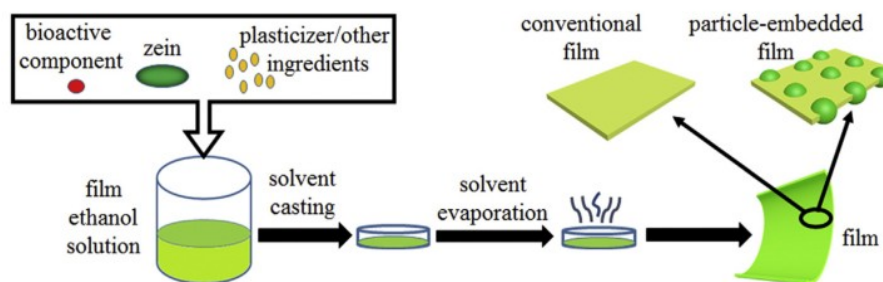 bioactive
component
zein
plasticizer/other
ingredients
conventional
film
particle-embedded
film
film
ethanol
solution
solvent
casting
solvent
evaporation
film